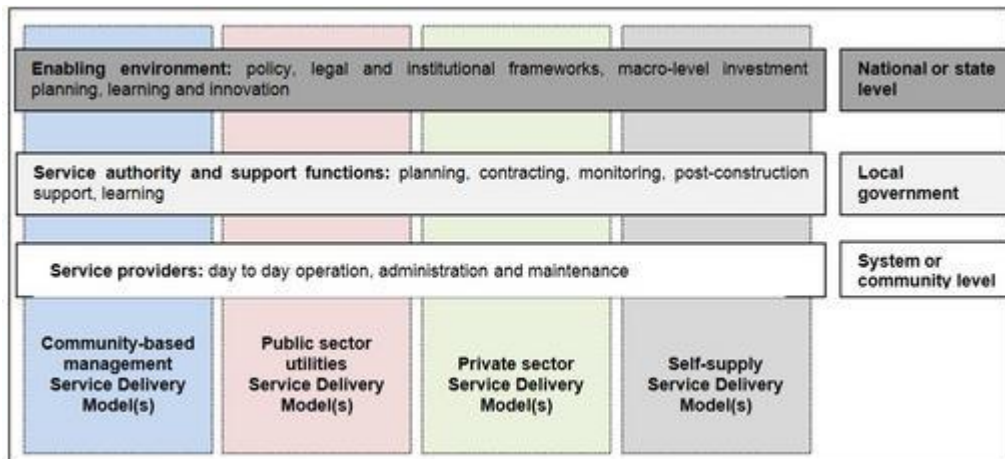 Enabling environment: policy, legal and institutional frameworks, macro-level investment
planning, learning and innovation
National or state
level
Service authority and support functions: planning, contracting, monitoring, post-construction
support, learning
Local
government
Service providers: day to day operation, administration and maintenance
System or
community level
Community-based
management
Service Delivery
Model(s)
Public sector
utilities
Service Delivery
Model(s)
Private sector
Service Delivery
Model(s)
Self-supply
Service Delivery
Model(s)